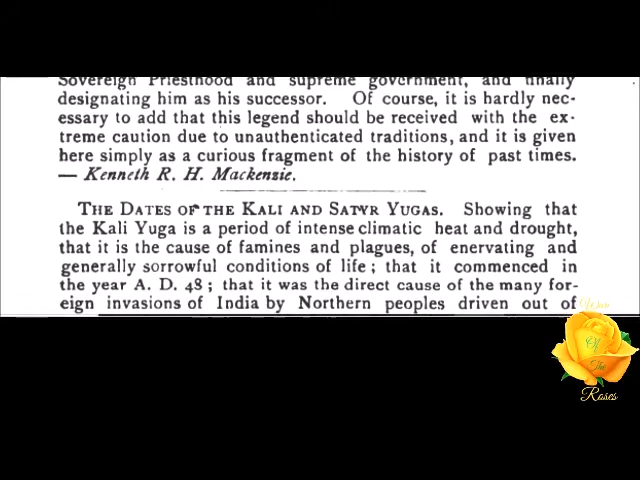 Sovereign Priesthood and supreme government, and finally
designating him as his successor. Of course, it is hardly nec-
essary to add that this legend should be received with the ex-
treme caution due to unauthenticated traditions, and it is given
here simply as a curious fragment of the history of past times.
— Kenneth R. H. Mackenzie.
THE DATES OF THE KALI AND SATYR YUGAS. Showing that
the Kali Yuga is a period of intense climatic heat and drought,
that it is the cause of famines and plagues, of enervating and
generally sorrowful conditions of life; that it commenced in
the year A. D. 48; that it was the direct cause of the many for-
eign invasions of India by Northern peoples driven out of
Of
The
Roses